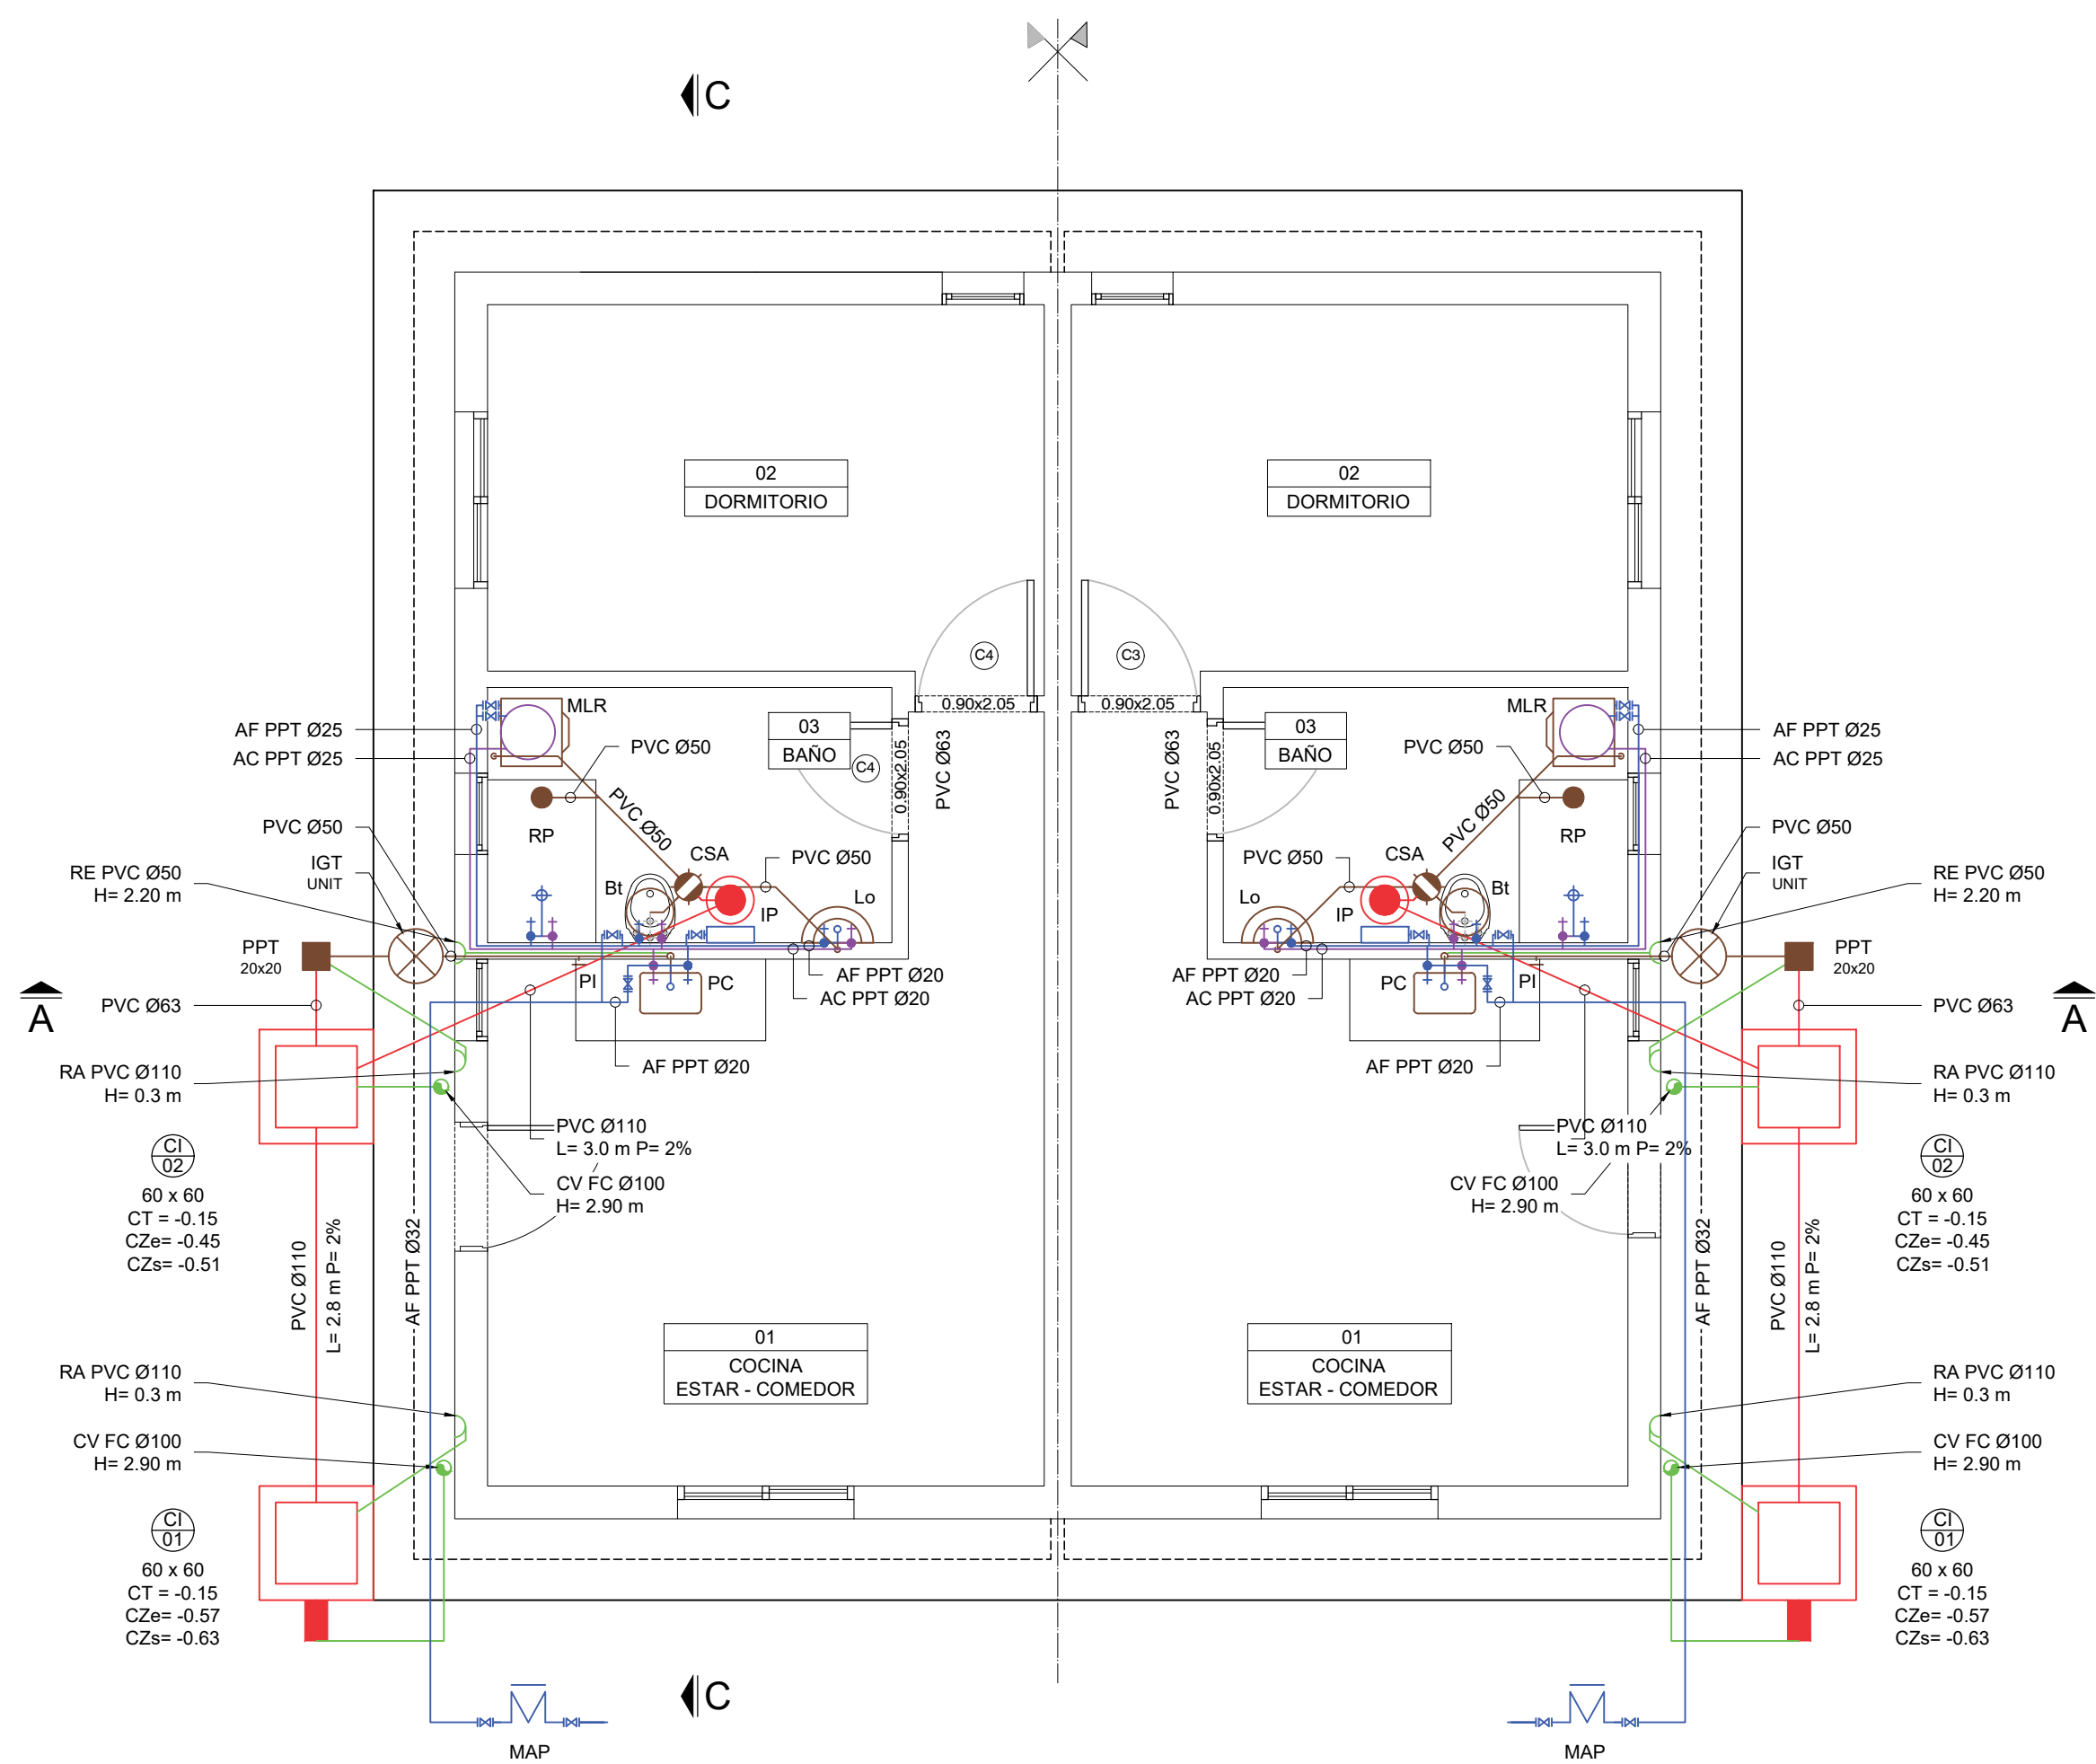 C
02
DORMITORIO
02
DORMITORIO
C4
C3
0.90x2.05
0.90x2.05
MLR
MLR
AF PPT Ø25
AC PPT Ø25
AF PPT Ø25
AC PPT Ø25
03
BAÑO
C4
0.90x2.05
PVC Ø63
PVC Ø63
0.90x2.05
03
BAÑO
PVC Ø50
PVC Ø50
PVC Ø50
PVC Ø50
RP
RP
PVC Ø50
PVC Ø50
IGT
UNIT
IGT
UNIT
RE PVC Ø50
H= 2.20 m
RE PVC Ø50
H= 2.20 m
CSA
PVC Ø50
PVC Ø50
CSA
Bt
IP
Lo
Lo
IP
Bt
PPT
20x20
PPT
20x20
PI
PC
AF PPT Ø20
AC PPT Ø20
AF PPT Ø20
AC PPT Ø20
PC
PI
A
A
PVC Ø63
PVC Ø63
AF PPT Ø20
AF PPT Ø20
RA PVC Ø110
H= 0.3 m
RA PVC Ø110
H= 0.3 m
PVC Ø110
L= 3.0 m P= 2%
PVC Ø110
L= 3.0 m P= 2%
CV FC Ø100
H= 2.90 m
CV FC Ø100
H= 2.90 m
CI
02
60 x 60
CT = -0.15
CZe= -0.45
CZs= -0.51
CI
02
60 x 60
CT = -0.15
CZe= -0.45
CZs= -0.51
PVC Ø110
L= 2.8 m P= 2%
AF PPT Ø32
AF PPT Ø32
PVC Ø110
L= 2.8 m P= 2%
01
COCINA
ESTAR - COMEDOR
01
COCINA
ESTAR - COMEDOR
RA PVC Ø110
H= 0.3 m
RA PVC Ø110
H= 0.3 m
CV FC Ø100
H= 2.90 m
CV FC Ø100
H= 2.90 m
CI
01
60 x 60
CT = -0.15
CZe= -0.57
CZs= -0.63
CI
01
60 x 60
CT = -0.15
CZe= -0.57
CZs= -0.63
C
MAP
MAP